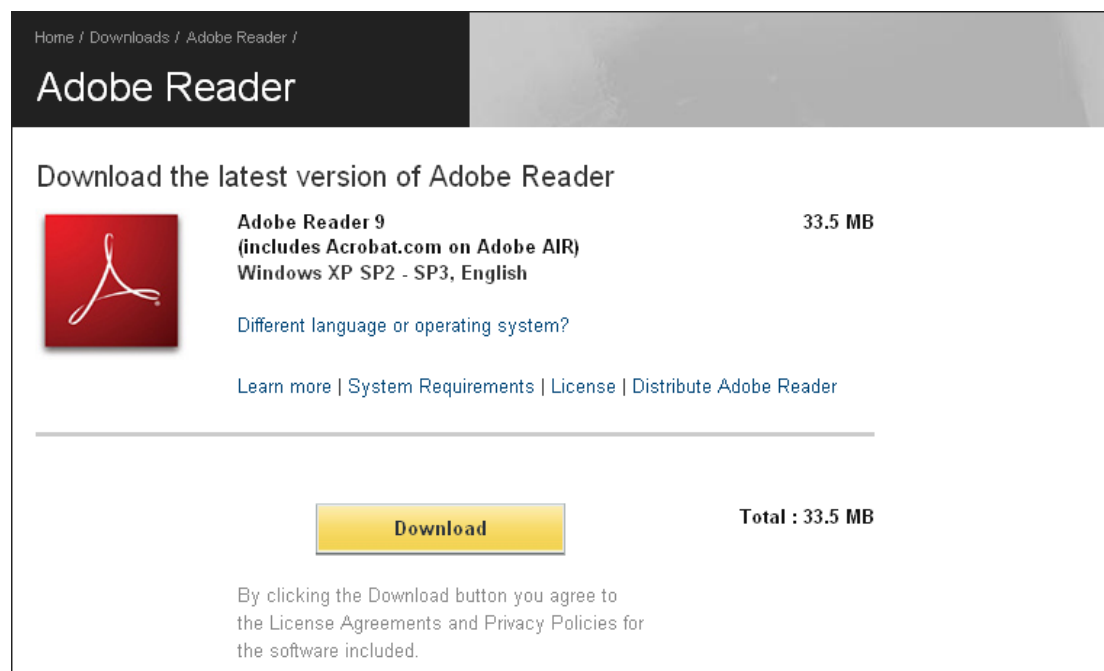 Home / Downloads / Adobe Reader /
Adobe Reader
Download the latest version of Adobe Reader
Adobe Reader 9 33.5 MB
(includes Acrobat.com on Adobe AIR)
Windows XP SP2 - SP3, English
Different language or operating system?
Learn more | System Requirements | License | Distribute Adobe Reader
Download Total : 33.5 MB
By clicking the Download button you agree to
the License Agreements and Privacy Policies for
the software included.